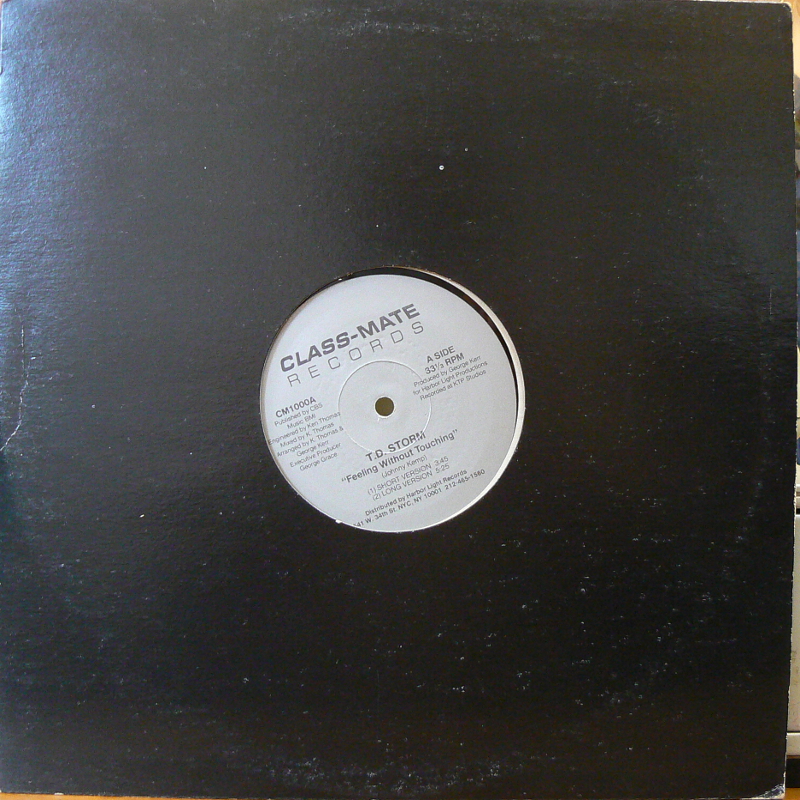 CLASS-MATE
RECORDS
A SIDE
33⅓ RPM
Produced by George Kerr
for Harbor Light Productions
Recorded at KTP Studios
CM1000A
Published by CBS
Music BMI
Engineered by Ken Thomas
Mixed by K. Thomas
Arranged by K. Thomas &
George Kerr
Executive Producer
George Grace
T.D. STORM
"Feeling Without Touching"
(Johnny Kemp)
(1) SHORT VERSION 3:45
(2) LONG VERSION 5:25
Distributed by Harbor Light Records
W. 34th St. NYC, NY 10001 212-465-1580